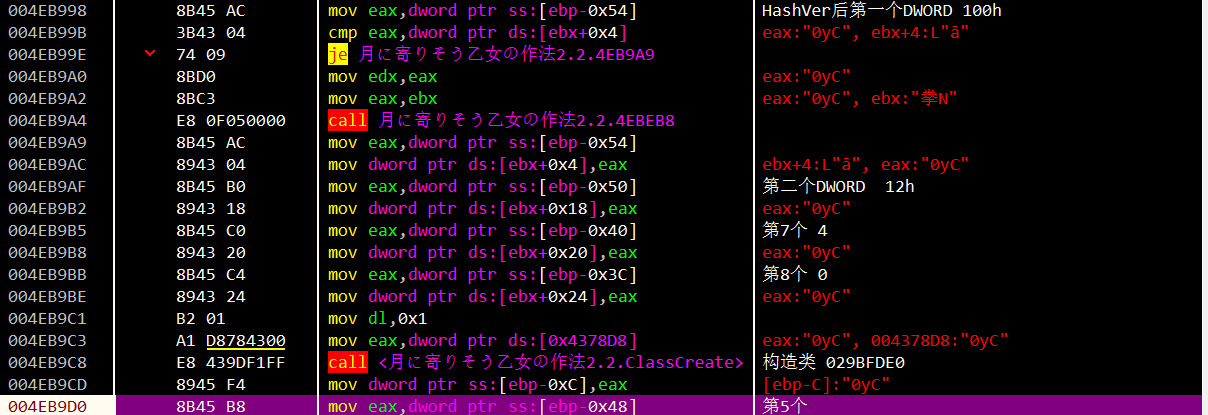 004EB998 8B45 AC mov eax,dword ptr ss:[ebp-0x54] HashVer后第一个DWORD 100h
004EB99B 3B43 04 cmp eax,dword ptr ds:[ebx+0x4] eax:"0yC", ebx+4:L"ā"
004EB99E 74 09 je 月に寄りそう乙女の作法2.2.4EB9A9
004EB9A0 8BD0 mov edx,eax eax:"0yC"
004EB9A2 8BC3 mov eax,ebx eax:"0yC", ebx:"拳N"
004EB9A4 E8 0F050000 call 月に寄りそう乙女の作法2.2.4EBEB8
004EB9A9 8B45 AC mov eax,dword ptr ss:[ebp-0x54]
004EB9AC 8943 04 mov dword ptr ds:[ebx+0x4],eax ebx+4:L"ā", eax:"0yC"
004EB9AF 8B45 B0 mov eax,dword ptr ss:[ebp-0x50] 第二个DWORD 12h
004EB9B2 8943 18 mov dword ptr ds:[ebx+0x18],eax eax:"0yC"
004EB9B5 8B45 C0 mov eax,dword ptr ss:[ebp-0x40] 第7个 4
004EB9B8 8943 20 mov dword ptr ds:[ebx+0x20],eax eax:"0yC"
004EB9BB 8B45 C4 mov eax,dword ptr ss:[ebp-0x3C] 第8个 0
004EB9BE 8943 24 mov dword ptr ds:[ebx+0x24],eax eax:"0yC"
004EB9C1 B2 01 mov dl,0x1
004EB9C3 A1 D8784300 mov eax,dword ptr ds:[0x4378D8] eax:"0yC", 004378D8:"0yC"
004EB9C8 E8 439DF1FF call <月に寄りそう乙女の作法2.2.ClassCreate> 构造类 029BFDE0
004EB9CD 8945 F4 mov dword ptr ss:[ebp-0xC],eax [ebp-C]:"0yC"
004EB9D0 8B45 B8 mov eax,dword ptr ss:[ebp-0x48] 第5个